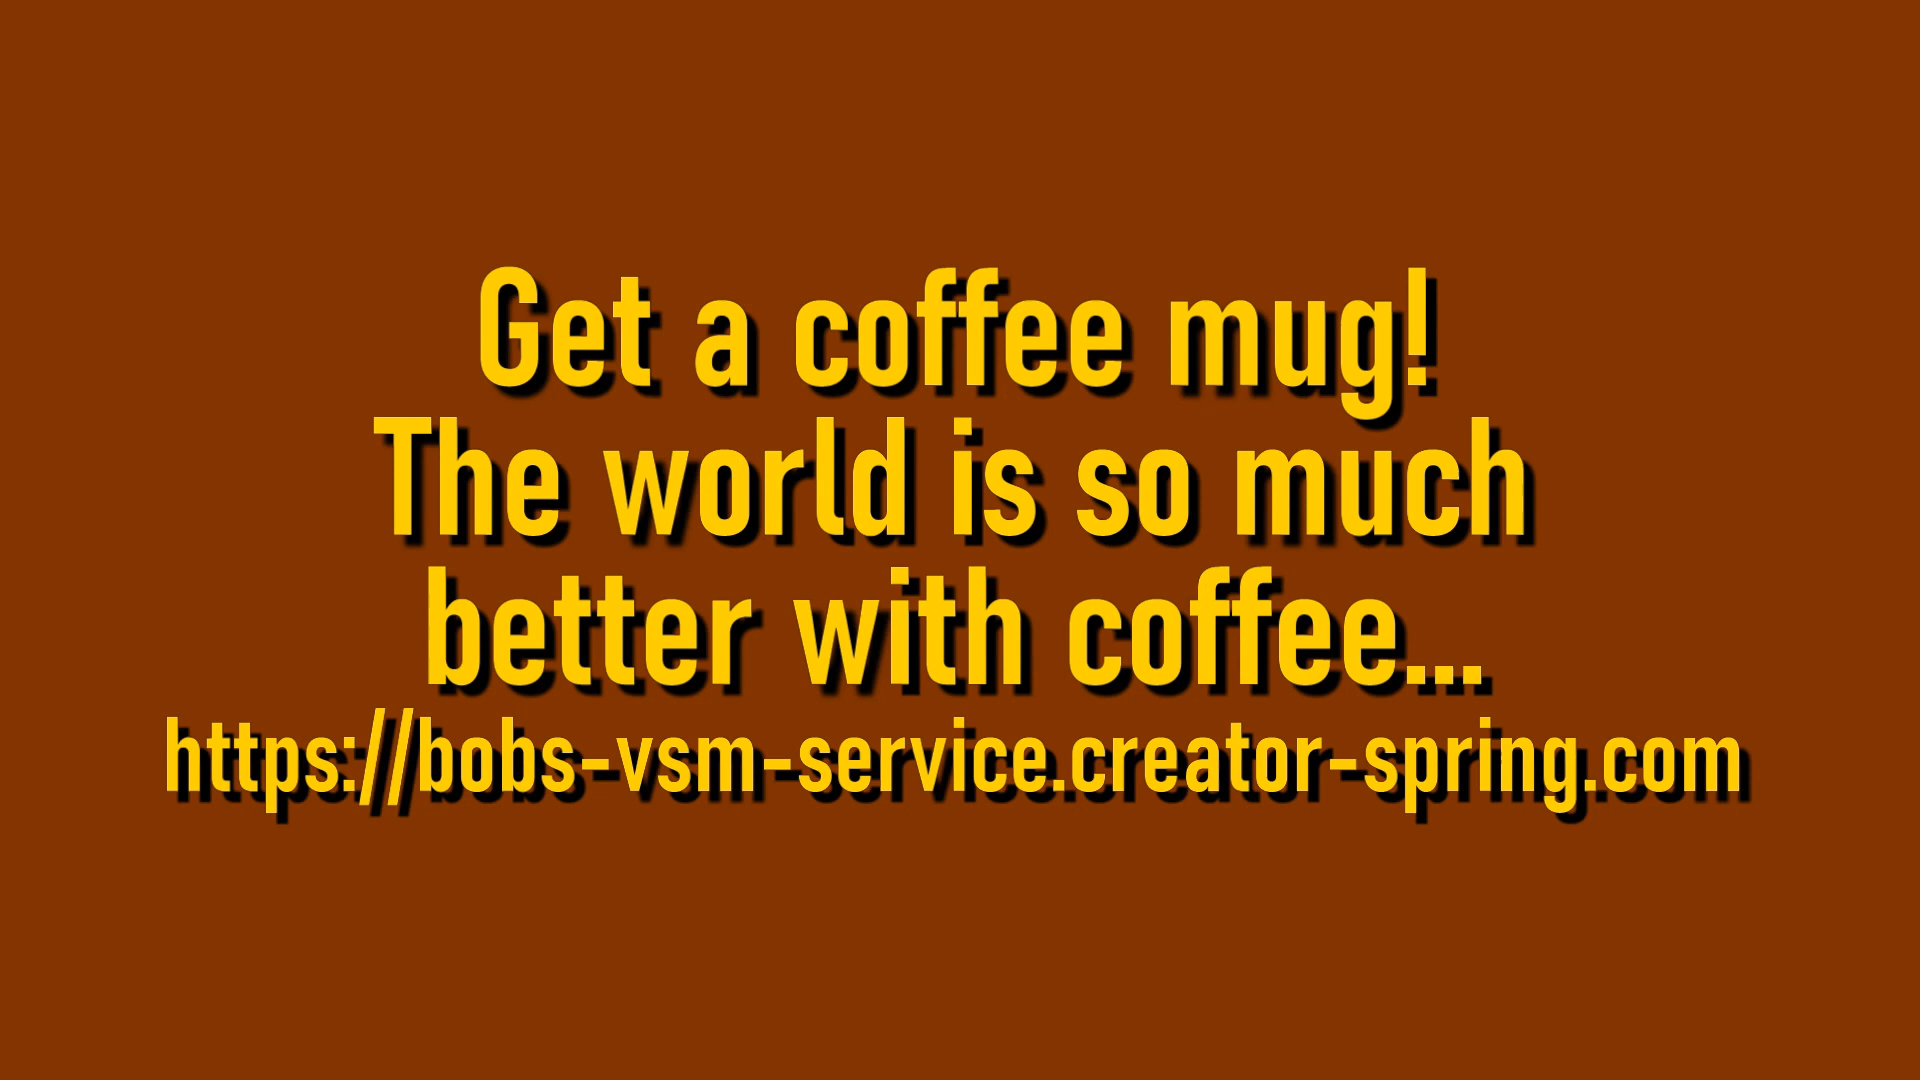 Get a coffee mug!
The world is so much
better with coffee...
https://bobs-vsm-service.creator-spring.com